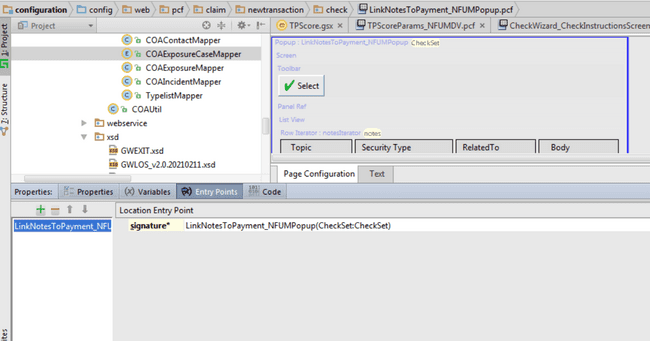 configuration config web pcf claim newtransaction check LinkNotesToPayment_NFUMPopup.pcf
1: Project
Project
TPScore.gsx × TPScoreParams_NFUMDV.pcf × CheckWizard_CheckInstructionsScreen
COAContactMapper
COAExposureCaseMapper
COAExposureMapper
COAIncidentMapper
TypelistMapper
COAUtil
webservice
xsd
GWEXIT.xsd
GWLOS_v2.0.20210211.xsd
7: Structure
Popup : LinkNotesToPayment_NFUMPopup CheckSet
Screen
Toolbar
Select
Panel Ref
List View
Row Iterator : notesIterator notes
Topic Security Type RelatedTo Body
Page Configuration Text
Properties: Properties (x) Variables Entry Points Code
Location Entry Point
LinkNotesToPayment_NFU
signature* LinkNotesToPayment_NFUMPopup(CheckSet:CheckSet)